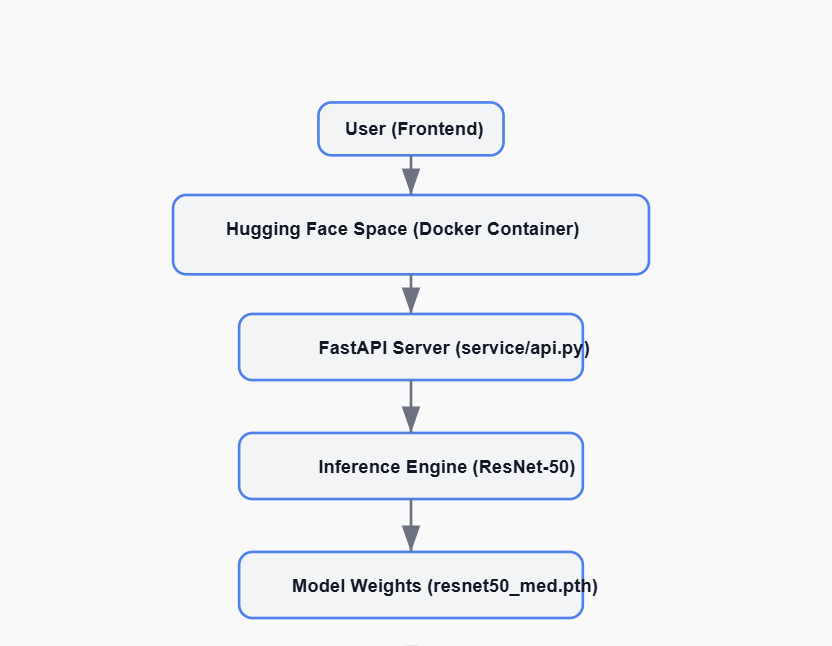 User (Frontend)
Hugging Face Space (Docker Container)
FastAPI Server (service/api.py)
Inference Engine (ResNet-50)
Model Weights (resnet50_med.pth)